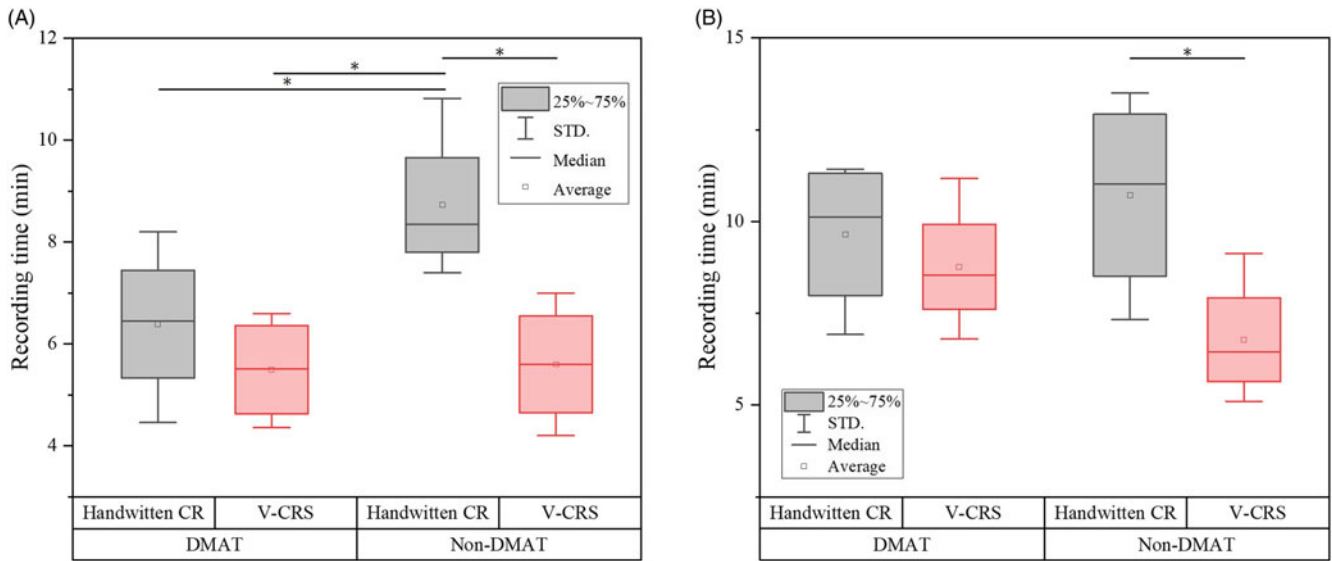 (A)
12
10
8
6
4
Recording time (min)
*
*
*
25%~75%
STD.
Median
Average
Handwitten CR V-CRS Handwitten CR V-CRS
DMAT Non-DMAT
(B)
15
10
5
Recording time (min)
*
25%~75%
STD.
Median
Average
Handwitten CR V-CRS Handwitten CR V-CRS
DMAT Non-DMAT